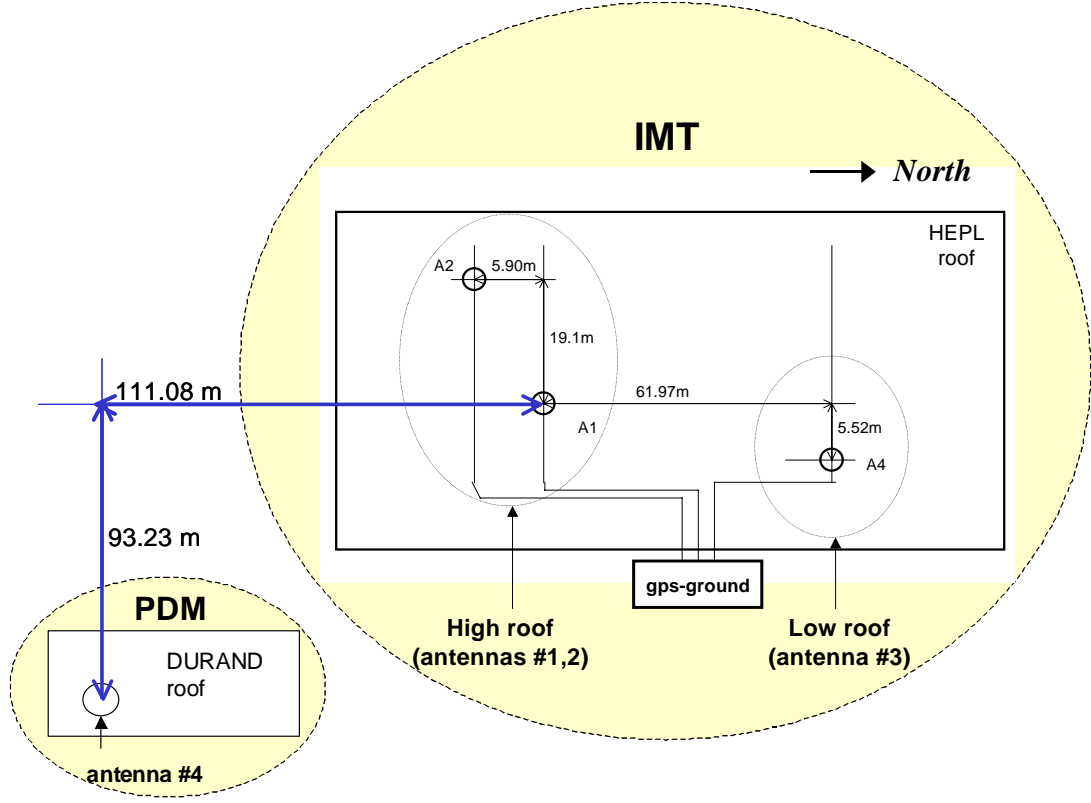 IMT
North
HEPL
roof
A2
5.90m
19.1m
111.08 m
61.97m
A1
5.52m
A4
93.23 m
gps-ground
PDM
High roof
(antennas #1,2)
Low roof
(antenna #3)
DURAND
roof
antenna #4